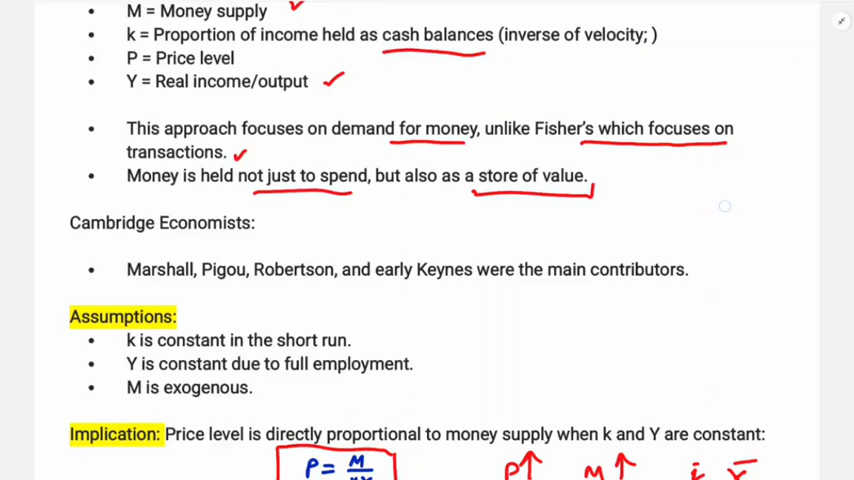 • M = Money supply
• k = Proportion of income held as cash balances (inverse of velocity; )
• P = Price level
• Y = Real income/output
• This approach focuses on demand for money, unlike Fisher's which focuses on
transactions.
• Money is held not just to spend, but also as a store of value.
Cambridge Economists:
• Marshall, Pigou, Robertson, and early Keynes were the main contributors.
Assumptions:
• k is constant in the short run.
• Y is constant due to full employment.
• M is exogenous.
Implication: Price level is directly proportional to money supply when k and Y are constant:
P = M P↑ M↑